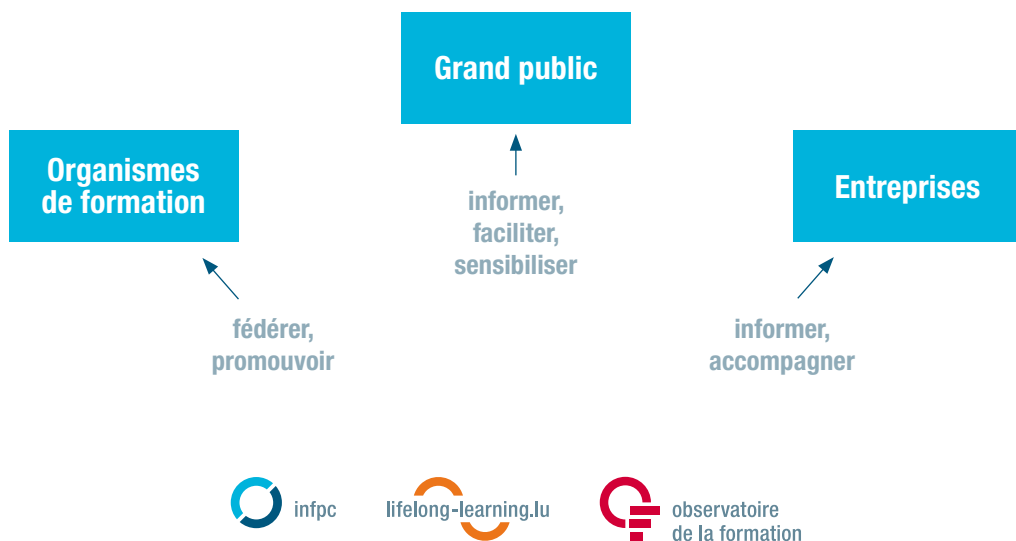 Grand public
Organismes
de formation
Entreprises
informer,
faciliter,
sensibiliser
fédérer,
promouvoir
informer,
accompagner
infpc
lifelong-learning.lu
observatoire
de la formation